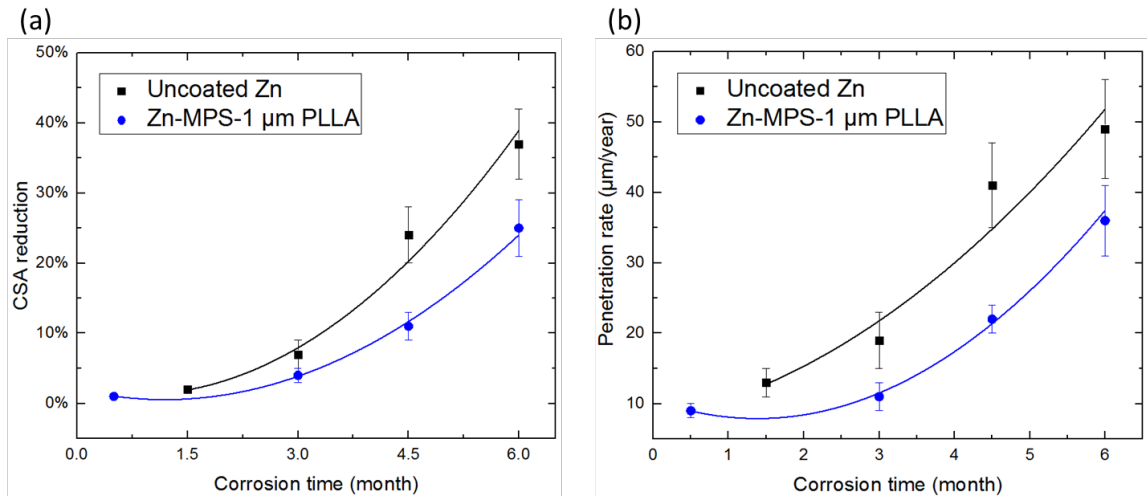 (a)
50%
40%
30%
20%
10%
0%
CSA reduction
Uncoated Zn
Zn-MPS-1 µm PLLA
0.0 1.5 3.0 4.5 6.0
Corrosion time (month)
(b)
60
50
40
30
20
10
0
Penetration rate (µm/year)
Uncoated Zn
Zn-MPS-1 µm PLLA
0 1 2 3 4 5 6
Corrosion time (month)